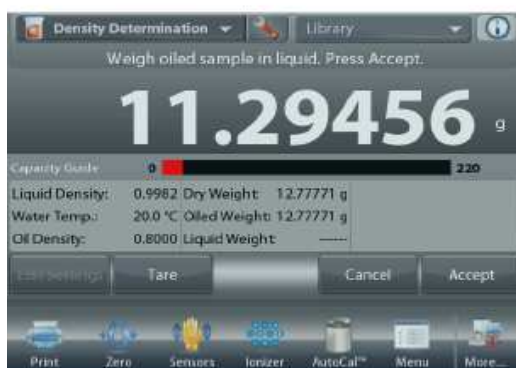 Density Determination Library
Weigh oiled sample in liquid. Press Accept.
11.29456 g
Capacity Guide 0 220
Liquid Density: 0.9982 Dry Weight: 12.77771 g
Water Temp.: 20.0 °C Oiled Weight: 12.77771 g
Oil Density: 0.8000 Liquid Weight: ------
Edit Settings Tare Cancel Accept
Print Zero Sensors Ionizer AutoCal™ Menu More...